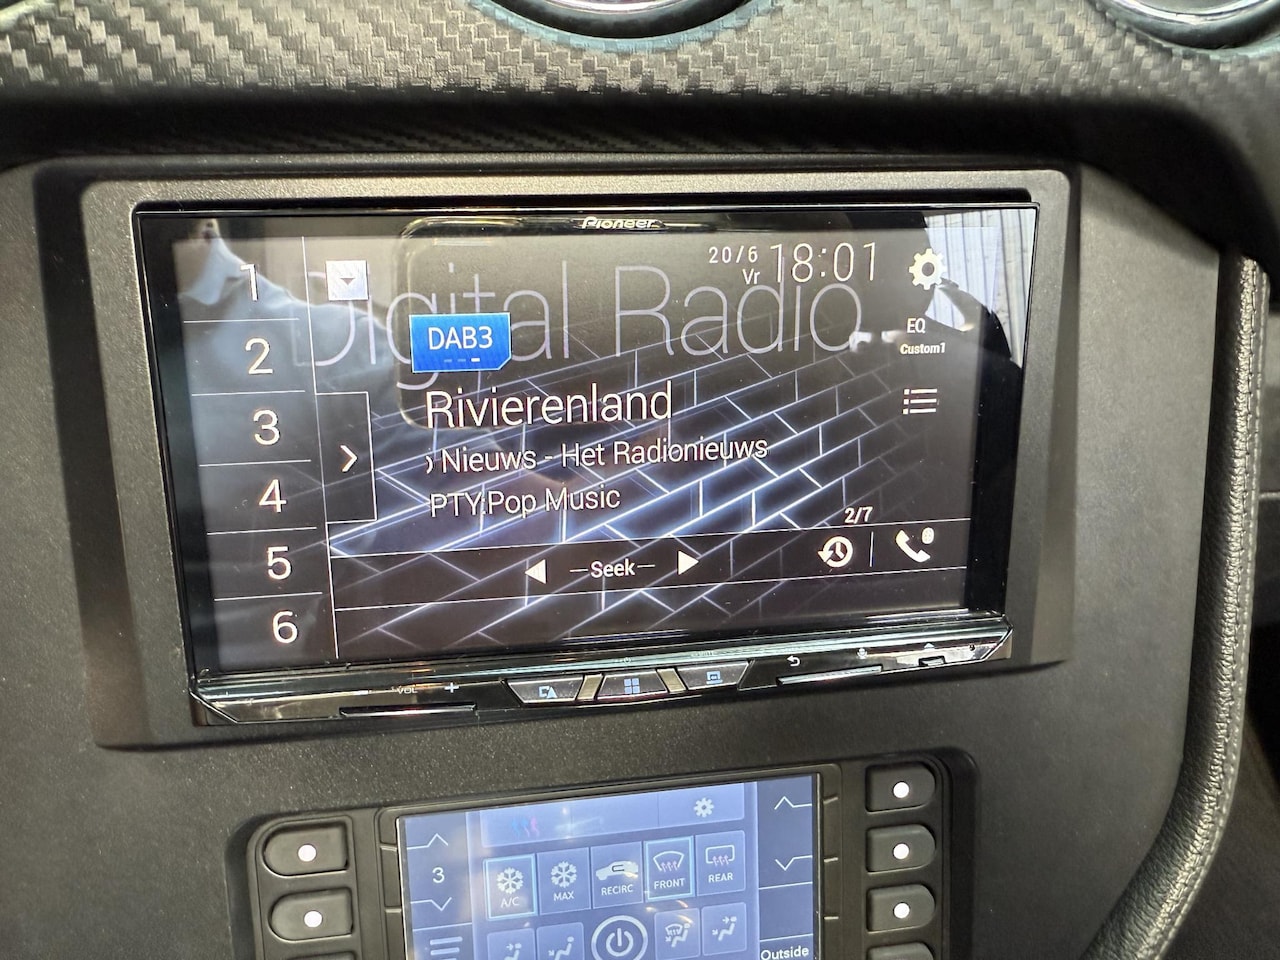 Pioneer
20/6
Vr
18:01
Digital Radio
1
2
3
4
5
6
DAB3
EQ
Custom1
Rivierenland
Nieuws - Het Radionieuws
PTY:Pop Music
2/7
Seek
VOL +
3
A/C
MAX
RECIRC
FRONT
REAR
Outside